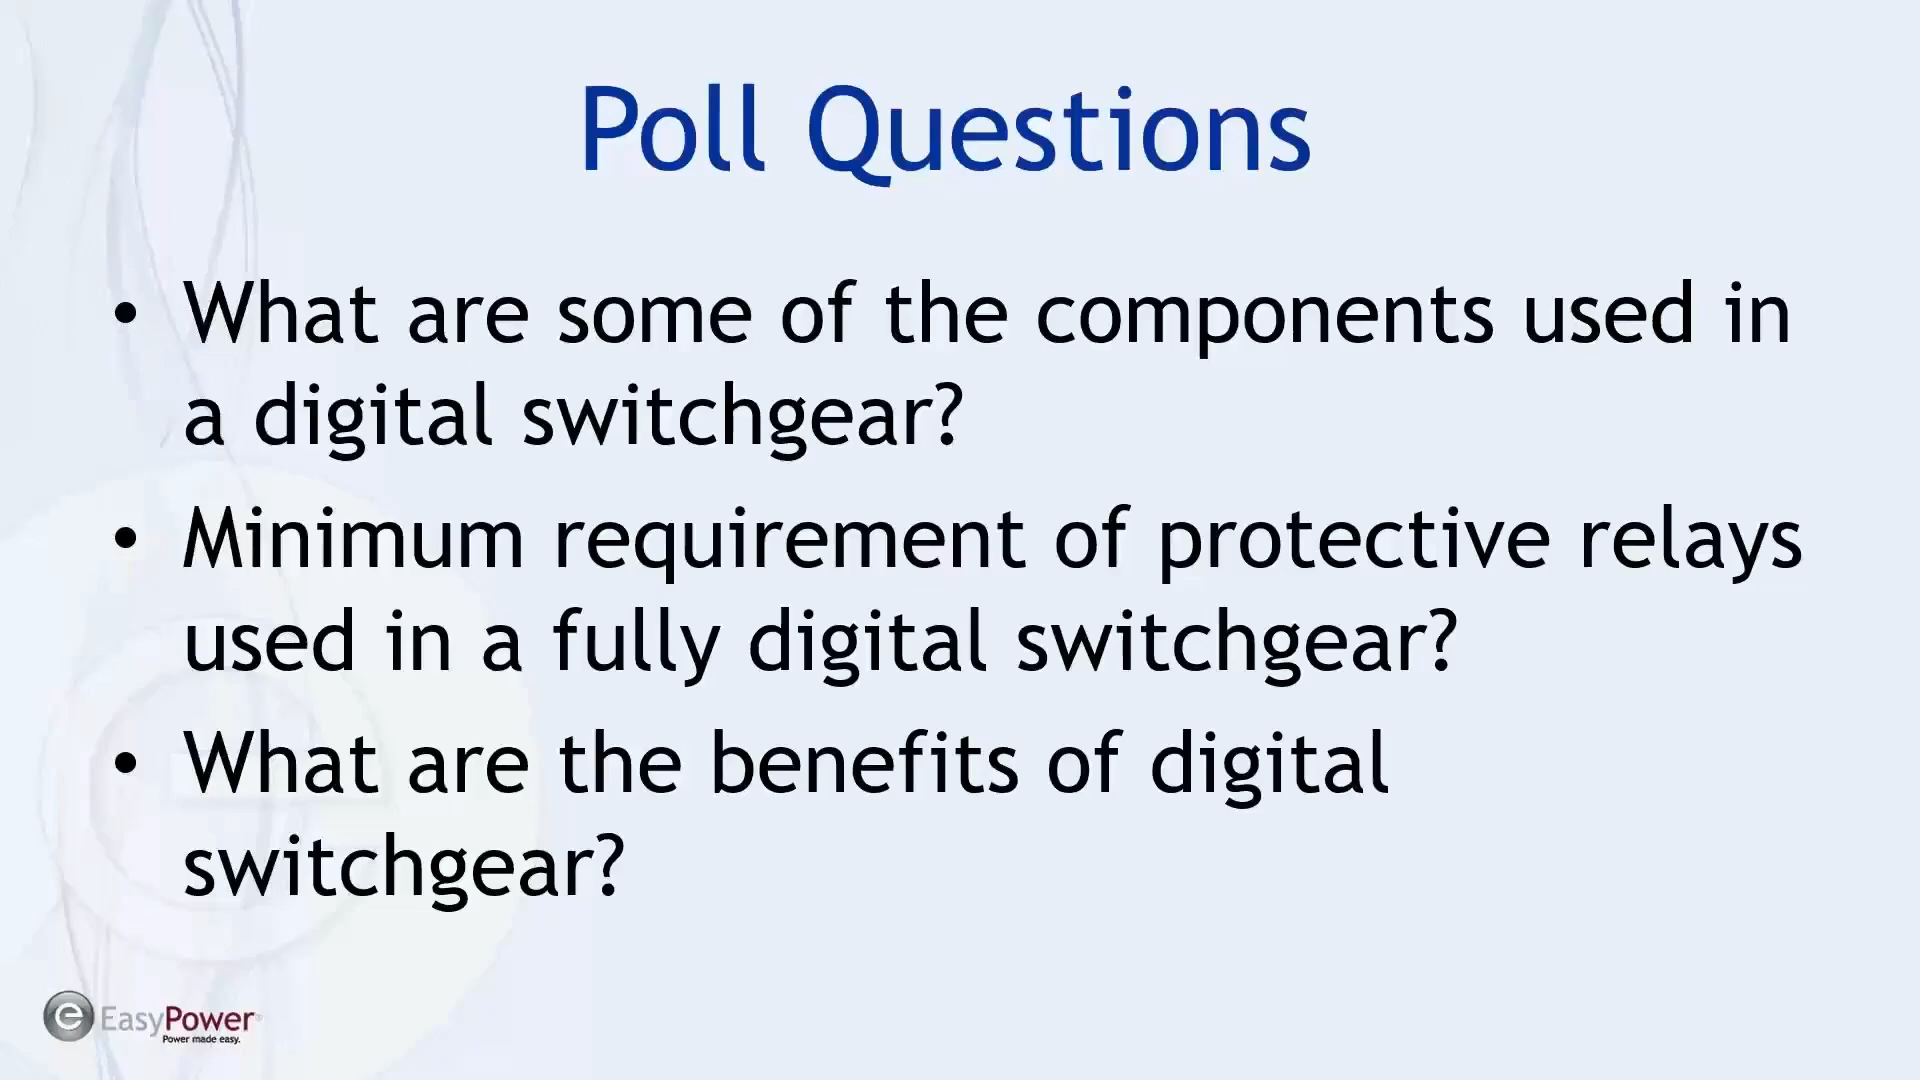 Poll Questions
• What are some of the components used in
a digital switchgear?
• Minimum requirement of protective relays
used in a fully digital switchgear?
• What are the benefits of digital
switchgear?
e EasyPower®
Power made easy.